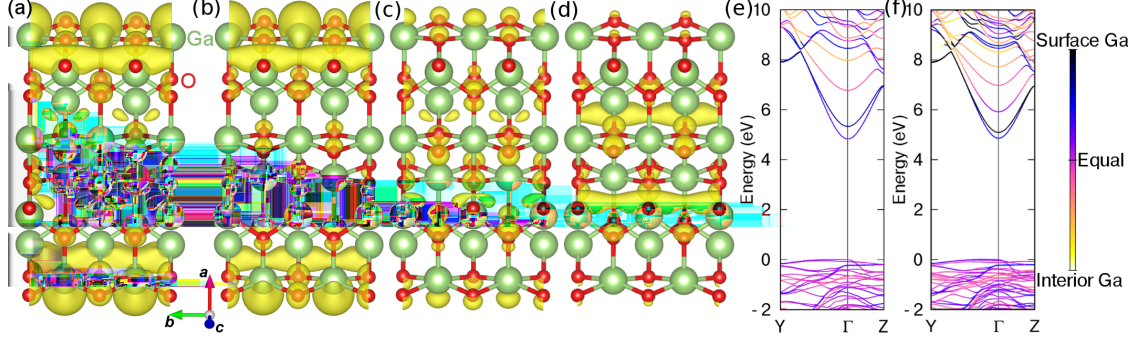 (a)
(b)
(c)
(d)
(e)
(f)
Ga
O
a
b
c
Energy (eV)
10
8
6
4
2
0
-2
Y
Γ
Z
Energy (eV)
10
8
6
4
2
0
-2
Y
Γ
Z
Surface Ga
Equal
Interior Ga